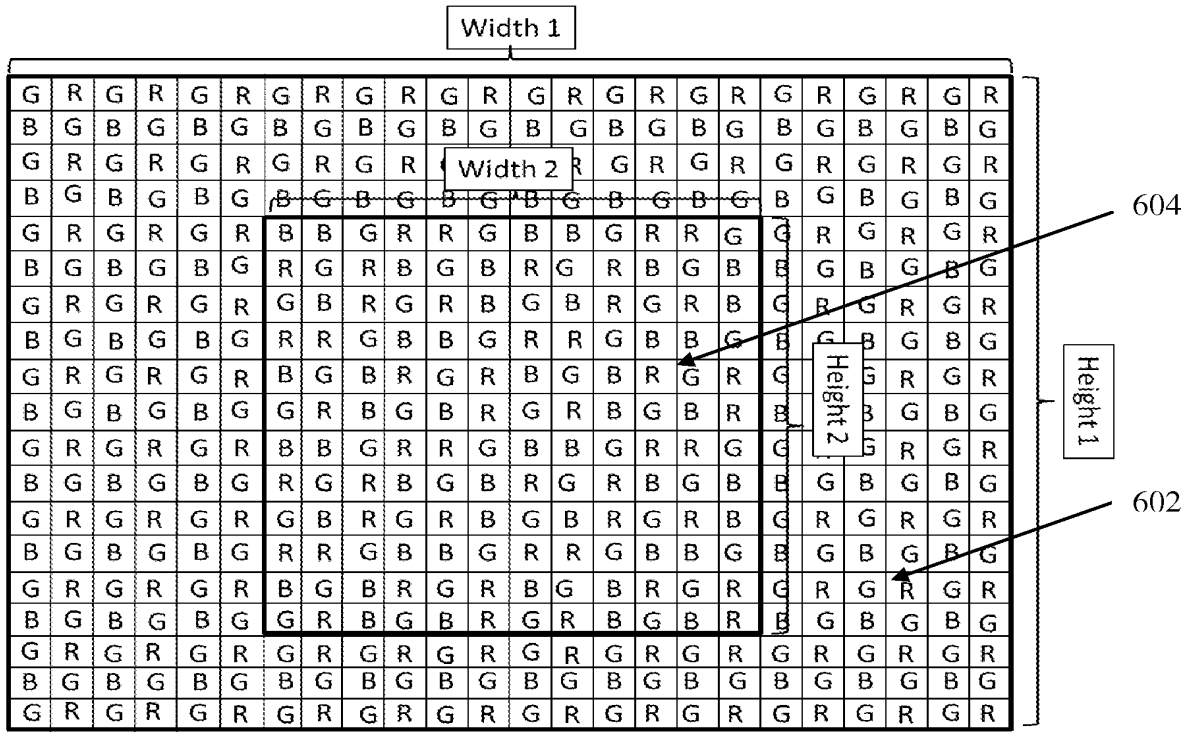 Width 1
G R G R G R G R G R G R G R G R G R G R G R G R
B G B G B G B G B G B G B G B G B G B G B G B G
G R G R G R G R G R R G R G R G R G R G R
Width 2
B G B G B G B G B G B G B G B G B G B G B G B G
604
G R G R G R B B G R R G B B G R R G G R G R G R
B G B G B G R G R B G B R G R B G B B G B G B G
G R G R G R G B R G R B G B R G R B G R G R G R
B G B G B G R R G B B G R R G B B G B G B G B G
G R G R G R B G B R G R B G B R G R G G R G R
Height 2
Height 1
B G B G B G G R B G B R G R B G B R B B G B G
G R G R G R B B G R R G B B G R R G G G R G R
B G B G B G R G R B G B R G R B G B B G B G B G
602
G R G R G R G B R G R B G B R G R B G R G R G R
B G B G B G R R G B B G R R G B B G B G B G B G
G R G R G R B G B R G R B G B R G R G R G R G R
B G B G B G G R B G B R G R B G B R B G B G B G
G R G R G R G R G R G R G R G R G R G R G R G R
B G B G B G B G B G B G B G B G B G B G B G B G
G R G R G R G R G R G R G R G R G R G R G R G R